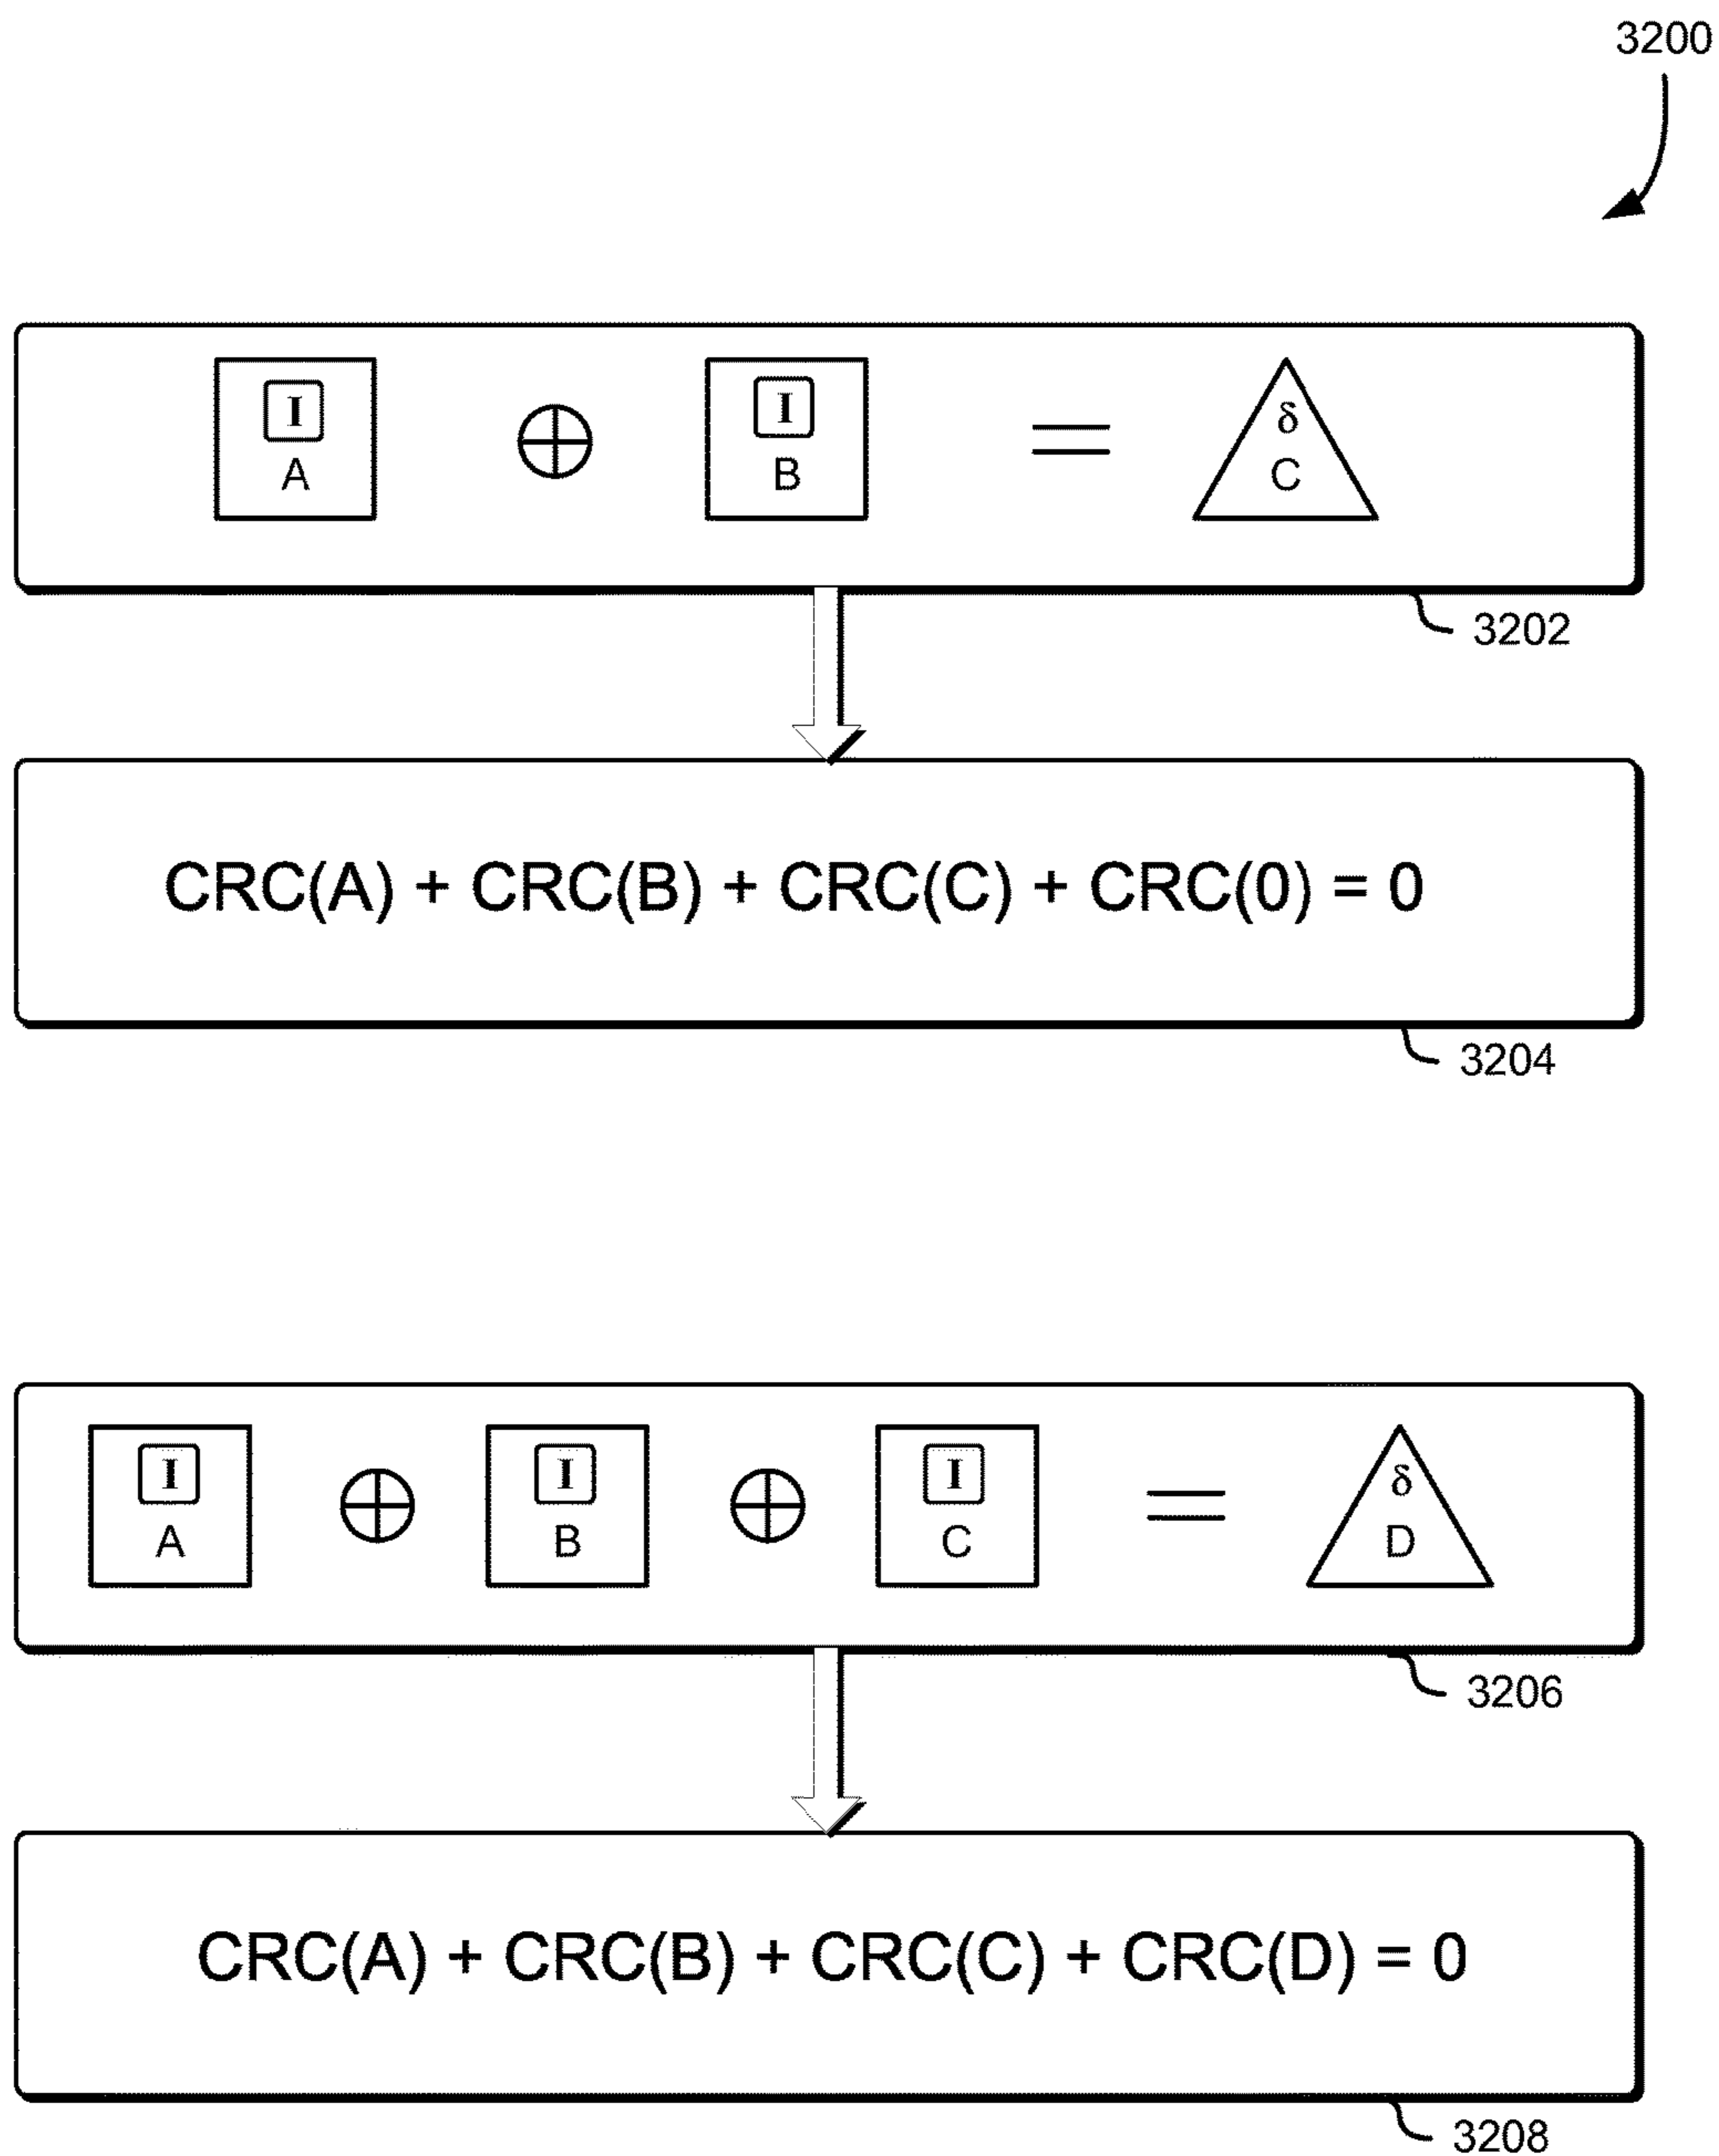 3200
I I δ
A ⊕ B = C
3202
CRC(A) + CRC(B) + CRC(C) + CRC(0) = 0
3204
I I I δ
A ⊕ B ⊕ C = D
3206
CRC(A) + CRC(B) + CRC(C) + CRC(D) = 0
3208